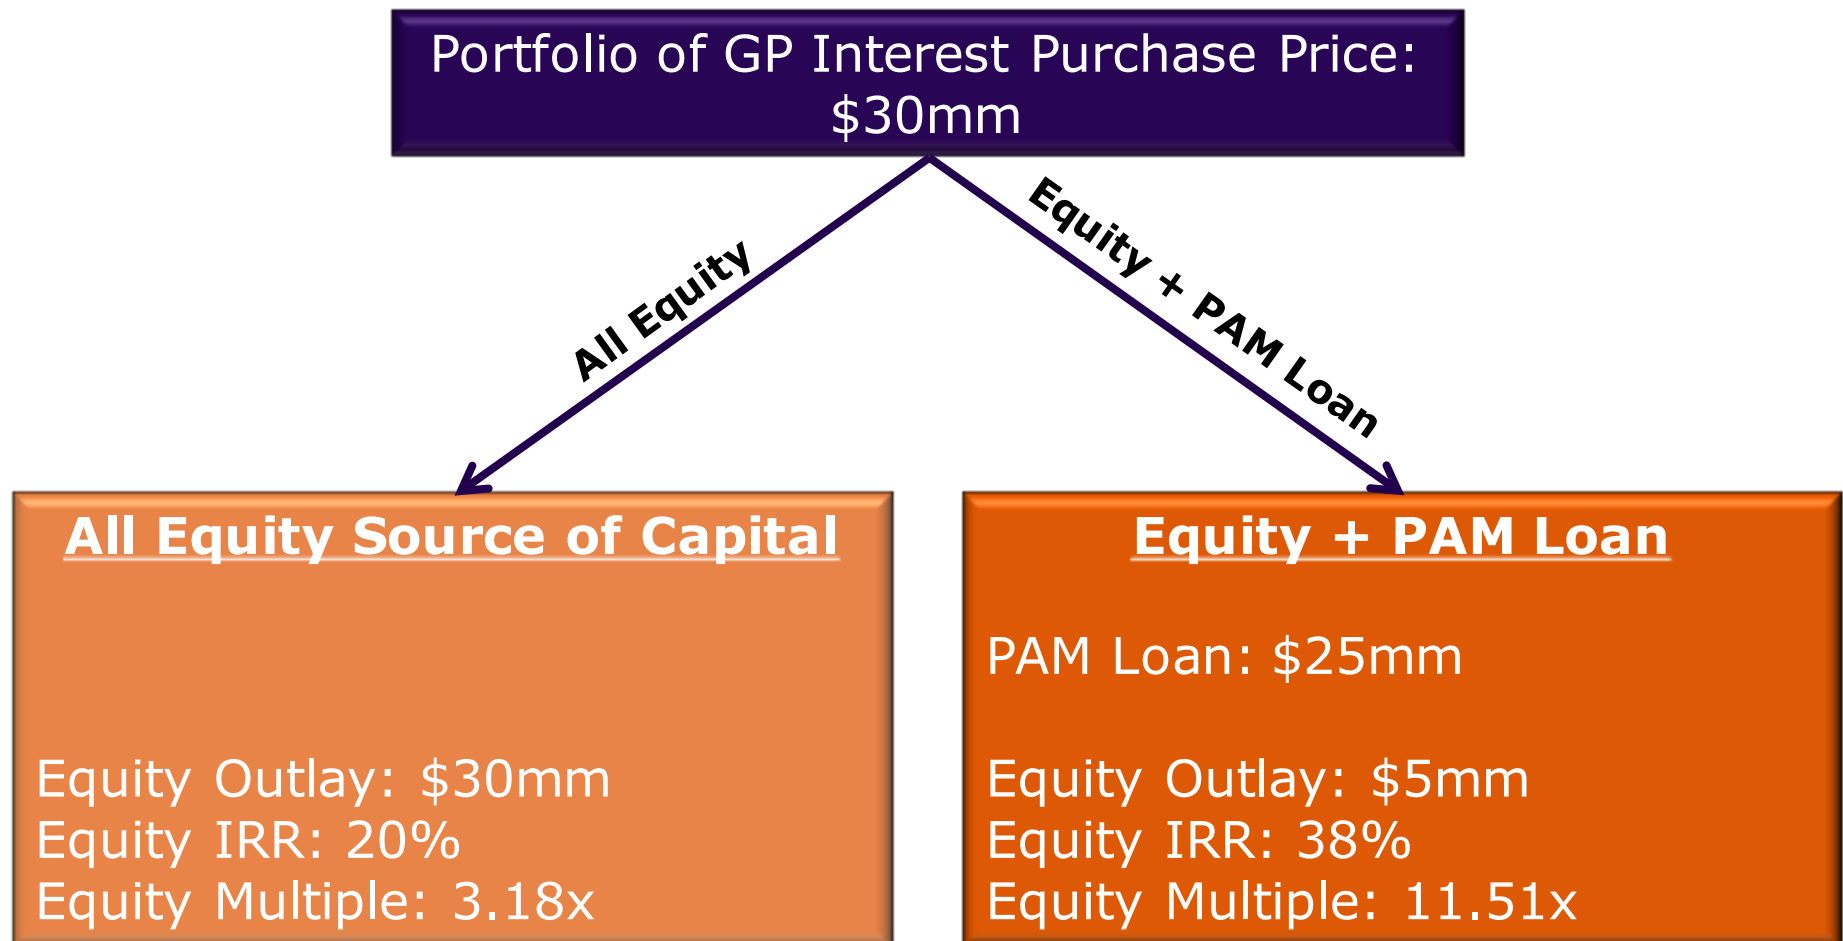 Portfolio of GP Interest Purchase Price:
$30mm
All Equity
Equity + PAM Loan
All Equity Source of Capital
Equity Outlay: $30mm
Equity IRR: 20%
Equity Multiple: 3.18x
Equity + PAM Loan
PAM Loan: $25mm
Equity Outlay: $5mm
Equity IRR: 38%
Equity Multiple: 11.51x